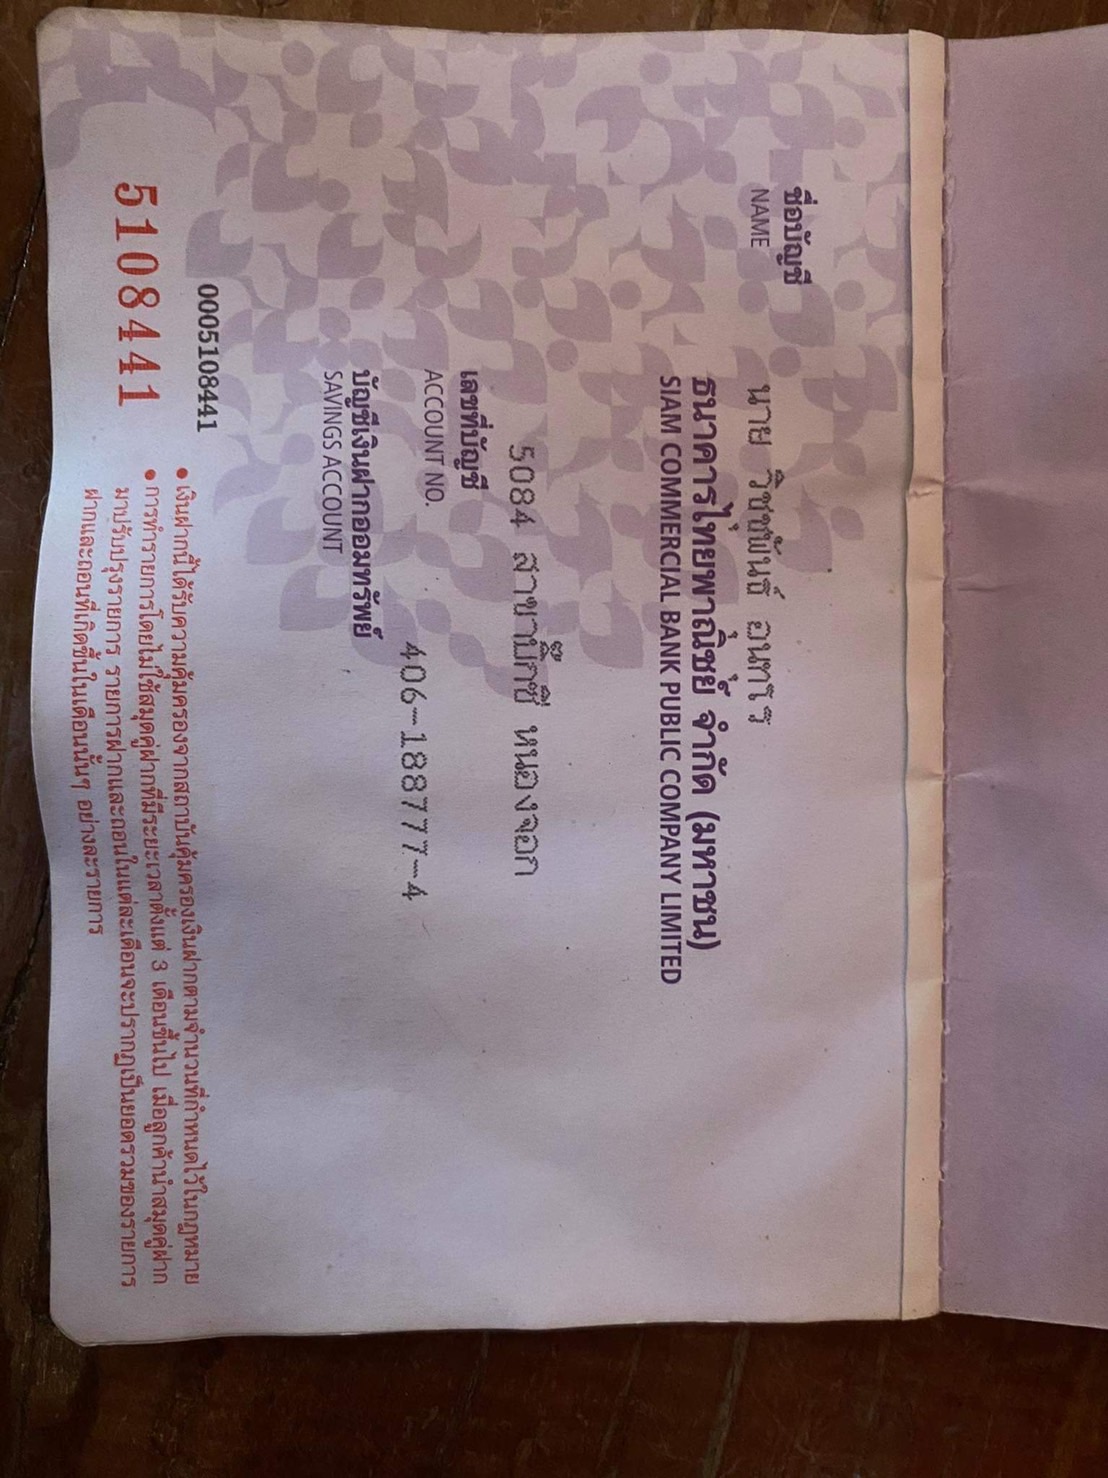 ชื่อบัญชี
NAME
นาย วิชชุพันธ์ อุนทุโร
ธนาคารไทยพาณิชย์ จำกัด (มหาชน)
SIAM COMMERCIAL BANK PUBLIC COMPANY LIMITED
5084 สาขาบิ๊กซี หนองจอก
เลขที่บัญชี
ACCOUNT NO.
406-188777-4
บัญชีเงินฝากออมทรัพย์
SAVINGS ACCOUNT
0005108441
5108441
• เงินฝากนี้ได้รับความคุ้มครองจากสถาบันคุ้มครองเงินฝากตามจำนวนที่กำหนดไว้ในกฎหมาย
• การทำรายการโดยไม่ใช้สมุดคู่ฝากที่มีระยะเวลาตั้งแต่ 3 เดือนขึ้นไป เมื่อลูกค้านำสมุดคู่ฝาก
มาปรับปรุงรายการ รายการฝากและถอนในแต่ละเดือนจะปรากฏเป็นยอดรวมของรายการ
ฝากและถอนที่เกิดขึ้นในเดือนนั้นๆ อย่างละรายการ